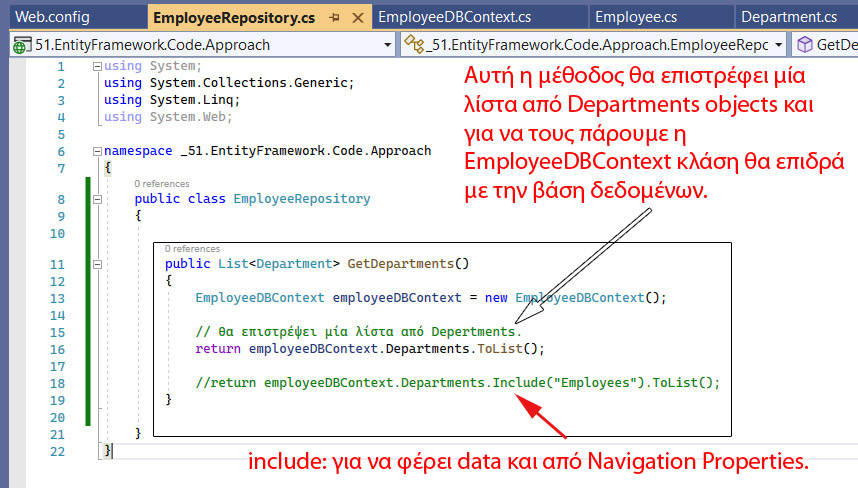 Web.config EmployeeRepository.cs EmployeeDBContext.cs Employee.cs Department.cs
51.EntityFramework.Code.Approach _51.EntityFramework.Code.Approach.EmployeeRepc GetDe
1 using System;
2 using System.Collections.Generic;
3 using System.Linq;
4 using System.Web;
5
6 namespace _51.EntityFramework.Code.Approach
7 {
0 references
8 public class EmployeeRepository
9 {
10
0 references
11 public List<Department> GetDepartments()
12 {
13 EmployeeDBContext employeeDBContext = new EmployeeDBContext();
14
15 // θα επιστρέψει μία λίστα από Depertments.
16 return employeeDBContext.Departments.ToList();
17
18 //return employeeDBContext.Departments.Include("Employees").ToList();
19 }
20
21 }
22 }
Αυτή η μέθοδος θα επιστρέφει μία
λίστα από Departments objects και
για να τους πάρουμε η
EmployeeDBContext κλάση θα επιδρά
με την βάση δεδομένων.
include: για να φέρει data και από Navigation Properties.